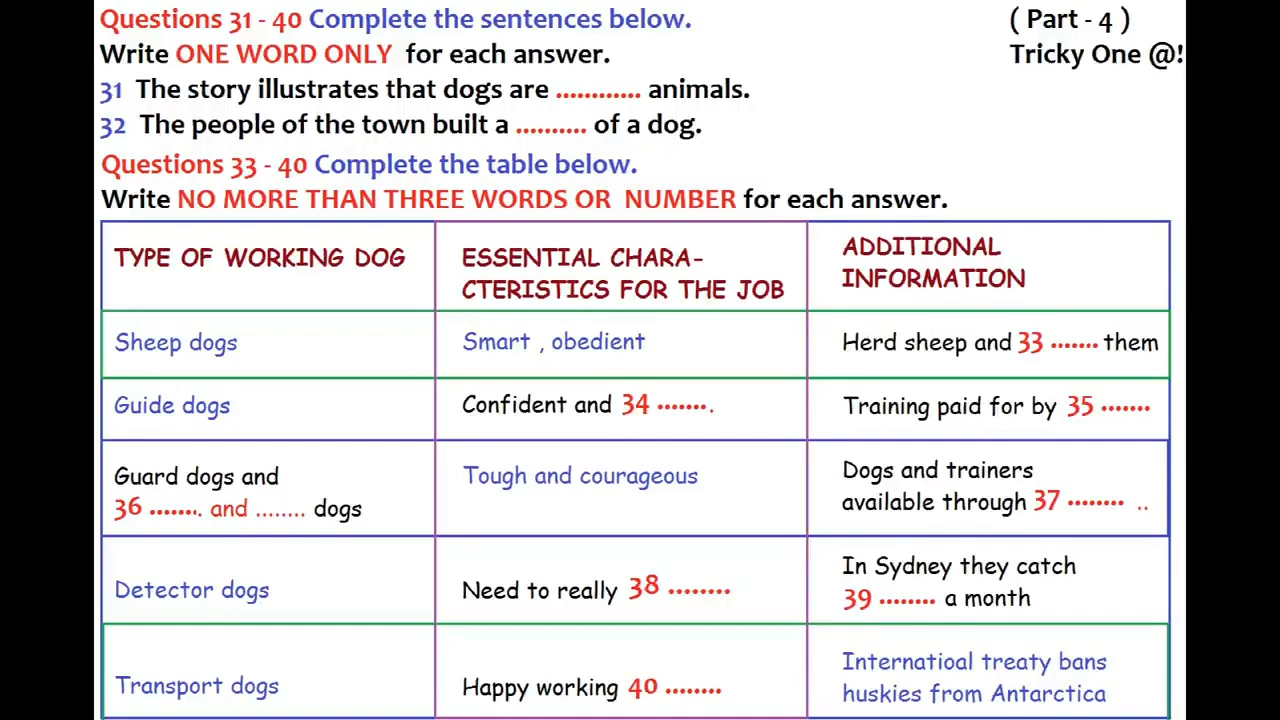 Questions 31 - 40 Complete the sentences below.
( Part - 4 )
Write ONE WORD ONLY for each answer.
Tricky One @!
31 The story illustrates that dogs are ............ animals.
32 The people of the town built a .......... of a dog.
Questions 33 - 40 Complete the table below.
Write NO MORE THAN THREE WORDS OR NUMBER for each answer.
TYPE OF WORKING DOG
ESSENTIAL CHARA-
CTERISTICS FOR THE JOB
ADDITIONAL
INFORMATION
Sheep dogs
Smart , obedient
Herd sheep and 33 ....... them
Guide dogs
Confident and 34 ........
Training paid for by 35 .......
Guard dogs and
36 ........ and ........ dogs
Tough and courageous
Dogs and trainers
available through 37 ........ ..
Detector dogs
Need to really 38 ........
In Sydney they catch
39 ........ a month
Transport dogs
Happy working 40 ........
Internatioal treaty bans
huskies from Antarctica